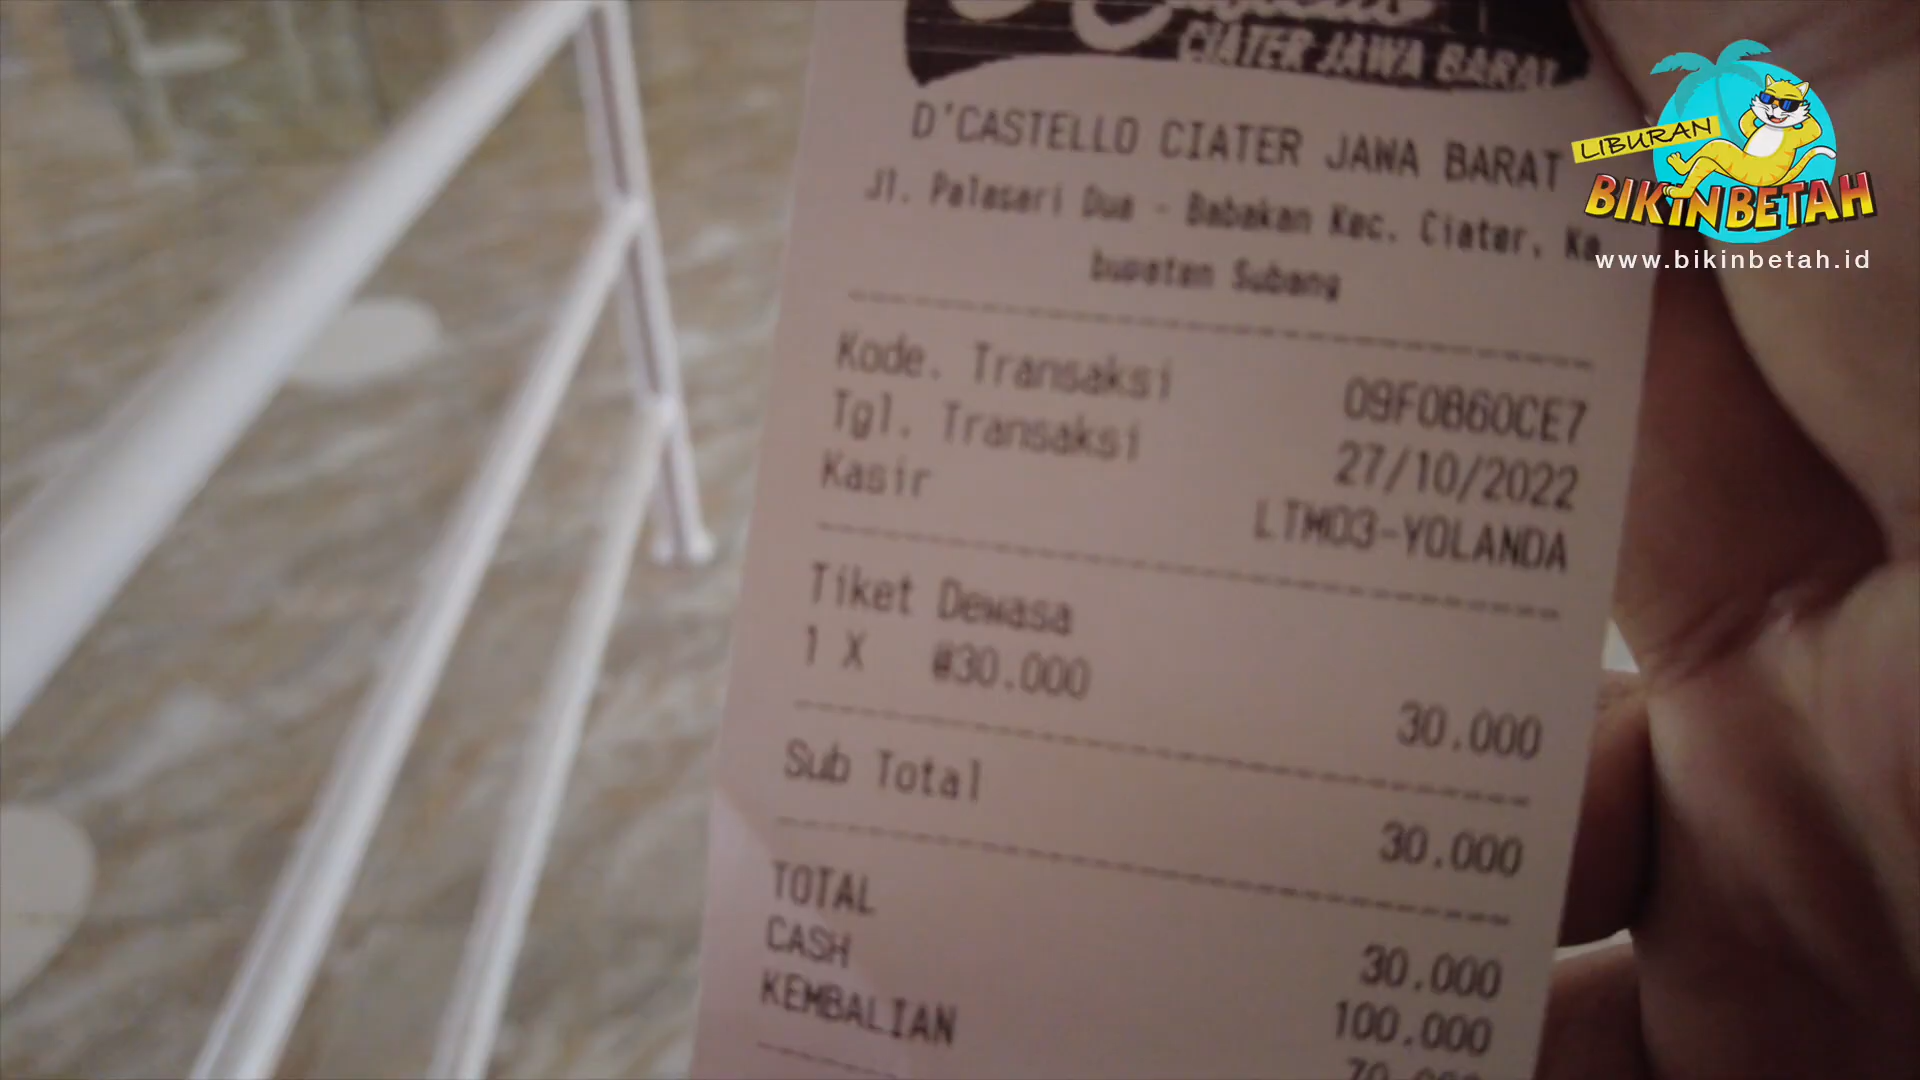 CIATER JAWA BARAT
D'CASTELLO CIATER JAWA BARAT
Jl. Palasari Dua - Babakan Kec. Ciater, Ka
bupaten Subang
Kode. Transaksi 09F0860CE7
Tgl. Transaksi 27/10/2022
Kasir LTM03-YOLANDA
Tiket Dewasa
1 X @30.000 30.000
Sub Total 30.000
TOTAL 30.000
CASH 100.000
KEMBALIAN 70.000
LIBURAN
BIKINBETAH
www.bikinbetah.id